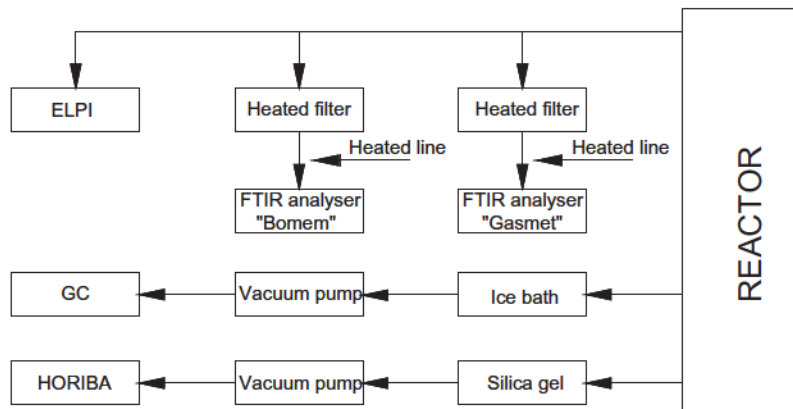 ELPI
Heated filter
Heated filter
Heated line
Heated line
FTIR analyser
"Bomem"
FTIR analyser
"Gasmet"
GC
Vacuum pump
Ice bath
HORIBA
Vacuum pump
Silica gel
REACTOR